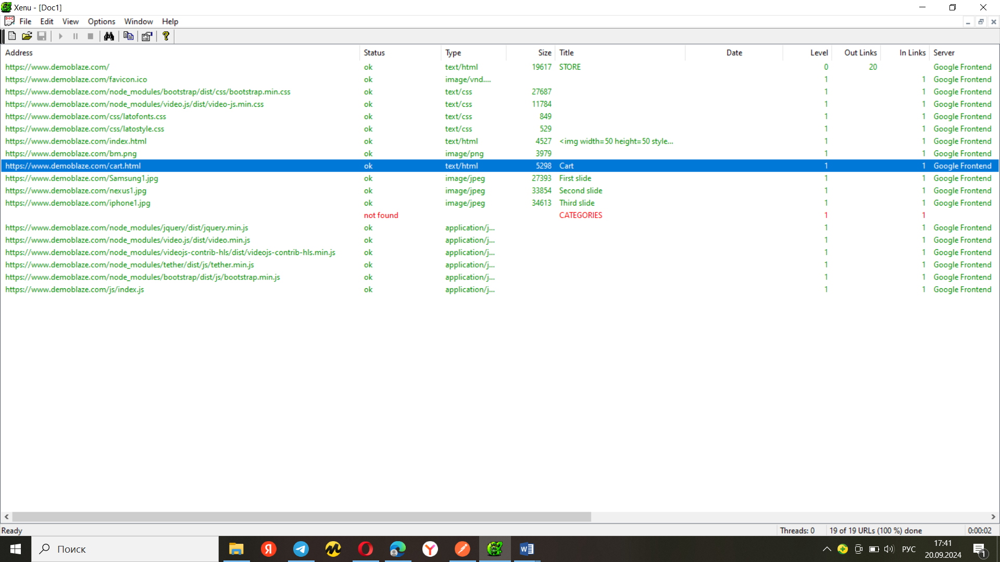 Xenu - [Doc1]
File Edit View Options Window Help
Address Status Type Size Title Date Level Out Links In Links Server
https://www.demoblaze.com/ ok text/html 19617 STORE 0 20 Google Frontend
https://www.demoblaze.com/favicon.ico ok image/vnd.... 1 1 Google Frontend
https://www.demoblaze.com/node_modules/bootstrap/dist/css/bootstrap.min.css ok text/css 27687 1 1 Google Frontend
https://www.demoblaze.com/node_modules/video.js/dist/video-js.min.css ok text/css 11784 1 1 Google Frontend
https://www.demoblaze.com/css/latofonts.css ok text/css 849 1 1 Google Frontend
https://www.demoblaze.com/css/latostyle.css ok text/css 529 1 1 Google Frontend
https://www.demoblaze.com/index.html ok text/html 4527 <img width=50 height=50 style... 1 1 Google Frontend
https://www.demoblaze.com/bm.png ok image/png 3979 1 1 Google Frontend
https://www.demoblaze.com/cart.html ok text/html 5298 Cart 1 1 Google Frontend
https://www.demoblaze.com/Samsung1.jpg ok image/jpeg 27393 First slide 1 1 Google Frontend
https://www.demoblaze.com/nexus1.jpg ok image/jpeg 33854 Second slide 1 1 Google Frontend
https://www.demoblaze.com/iphone1.jpg ok image/jpeg 34613 Third slide 1 1 Google Frontend
not found CATEGORIES 1 1
https://www.demoblaze.com/node_modules/jquery/dist/jquery.min.js ok application/j... 1 1 Google Frontend
https://www.demoblaze.com/node_modules/video.js/dist/video.min.js ok application/j... 1 1 Google Frontend
https://www.demoblaze.com/node_modules/videojs-contrib-hls/dist/videojs-contrib-hls.min.js ok application/j... 1 1 Google Frontend
https://www.demoblaze.com/node_modules/tether/dist/js/tether.min.js ok application/j... 1 1 Google Frontend
https://www.demoblaze.com/node_modules/bootstrap/dist/js/bootstrap.min.js ok application/j... 1 1 Google Frontend
https://www.demoblaze.com/js/index.js ok application/j... 1 1 Google Frontend
Ready Threads: 0 19 of 19 URLs (100 %) done 0:00:02
Поиск РУС 17:41
20.09.2024 1